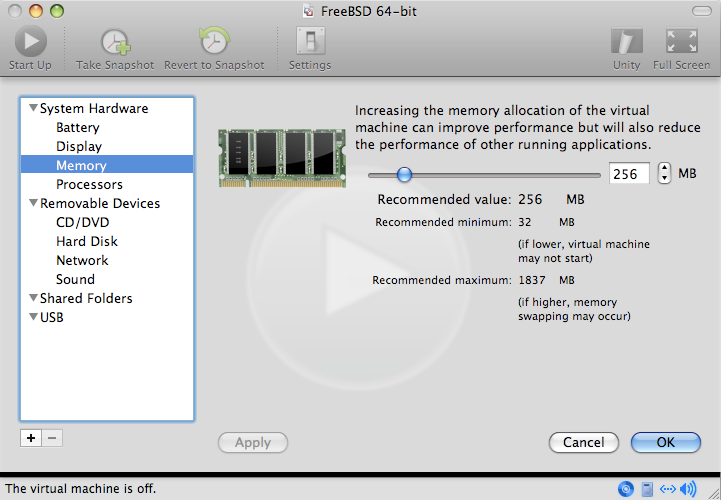 FreeBSD 64-bit
Start Up
Take Snapshot
Revert to Snapshot
Settings
Unity
Full Screen
System Hardware
Battery
Display
Memory
Processors
Removable Devices
CD/DVD
Hard Disk
Network
Sound
Shared Folders
USB
Increasing the memory allocation of the virtual
machine can improve performance but will also reduce
the performance of other running applications.
256 MB
Recommended value: 256 MB
Recommended minimum: 32 MB
(if lower, virtual machine
may not start)
Recommended maximum: 1837 MB
(if higher, memory
swapping may occur)
Apply
Cancel
OK
The virtual machine is off.